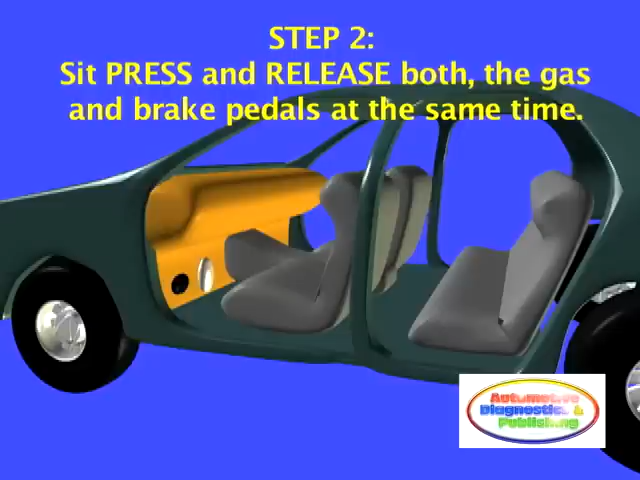 STEP 2:
Sit PRESS and RELEASE both, the gas
and brake pedals at the same time.
Automotive
Diagnostics &
Publishing